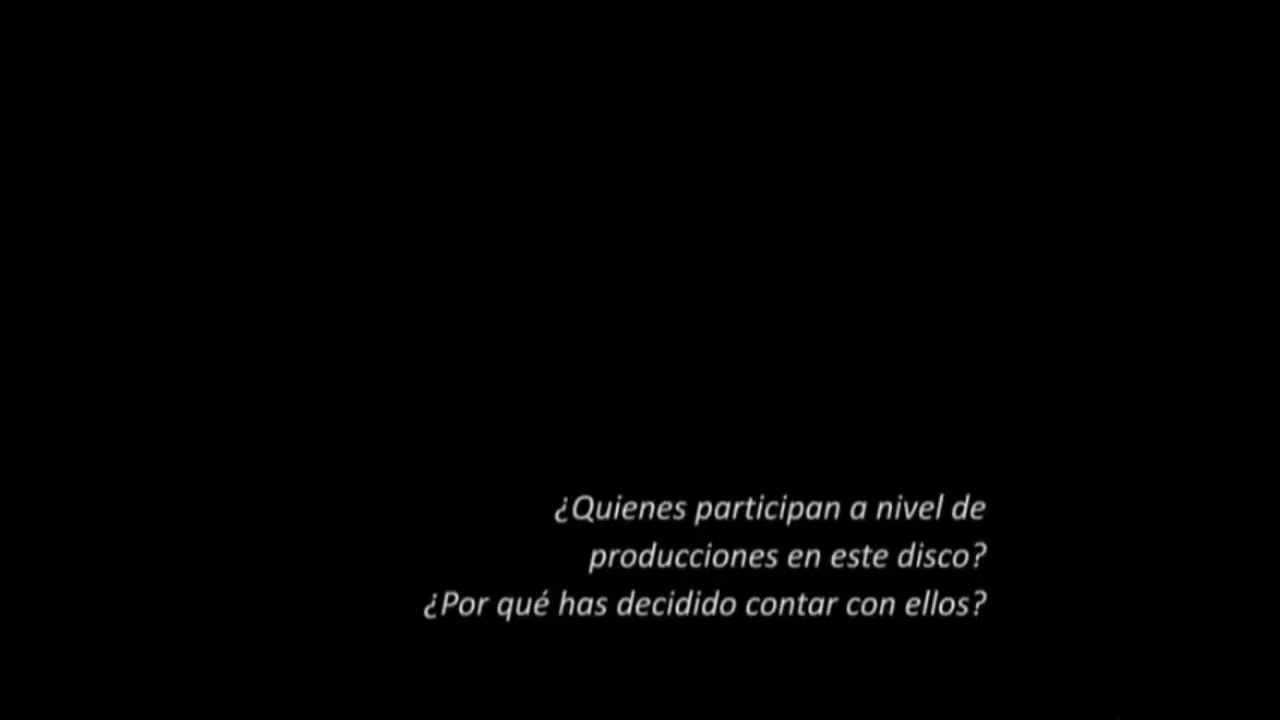 ¿Quienes participan a nivel de
producciones en este disco?
¿Por qué has decidido contar con ellos?